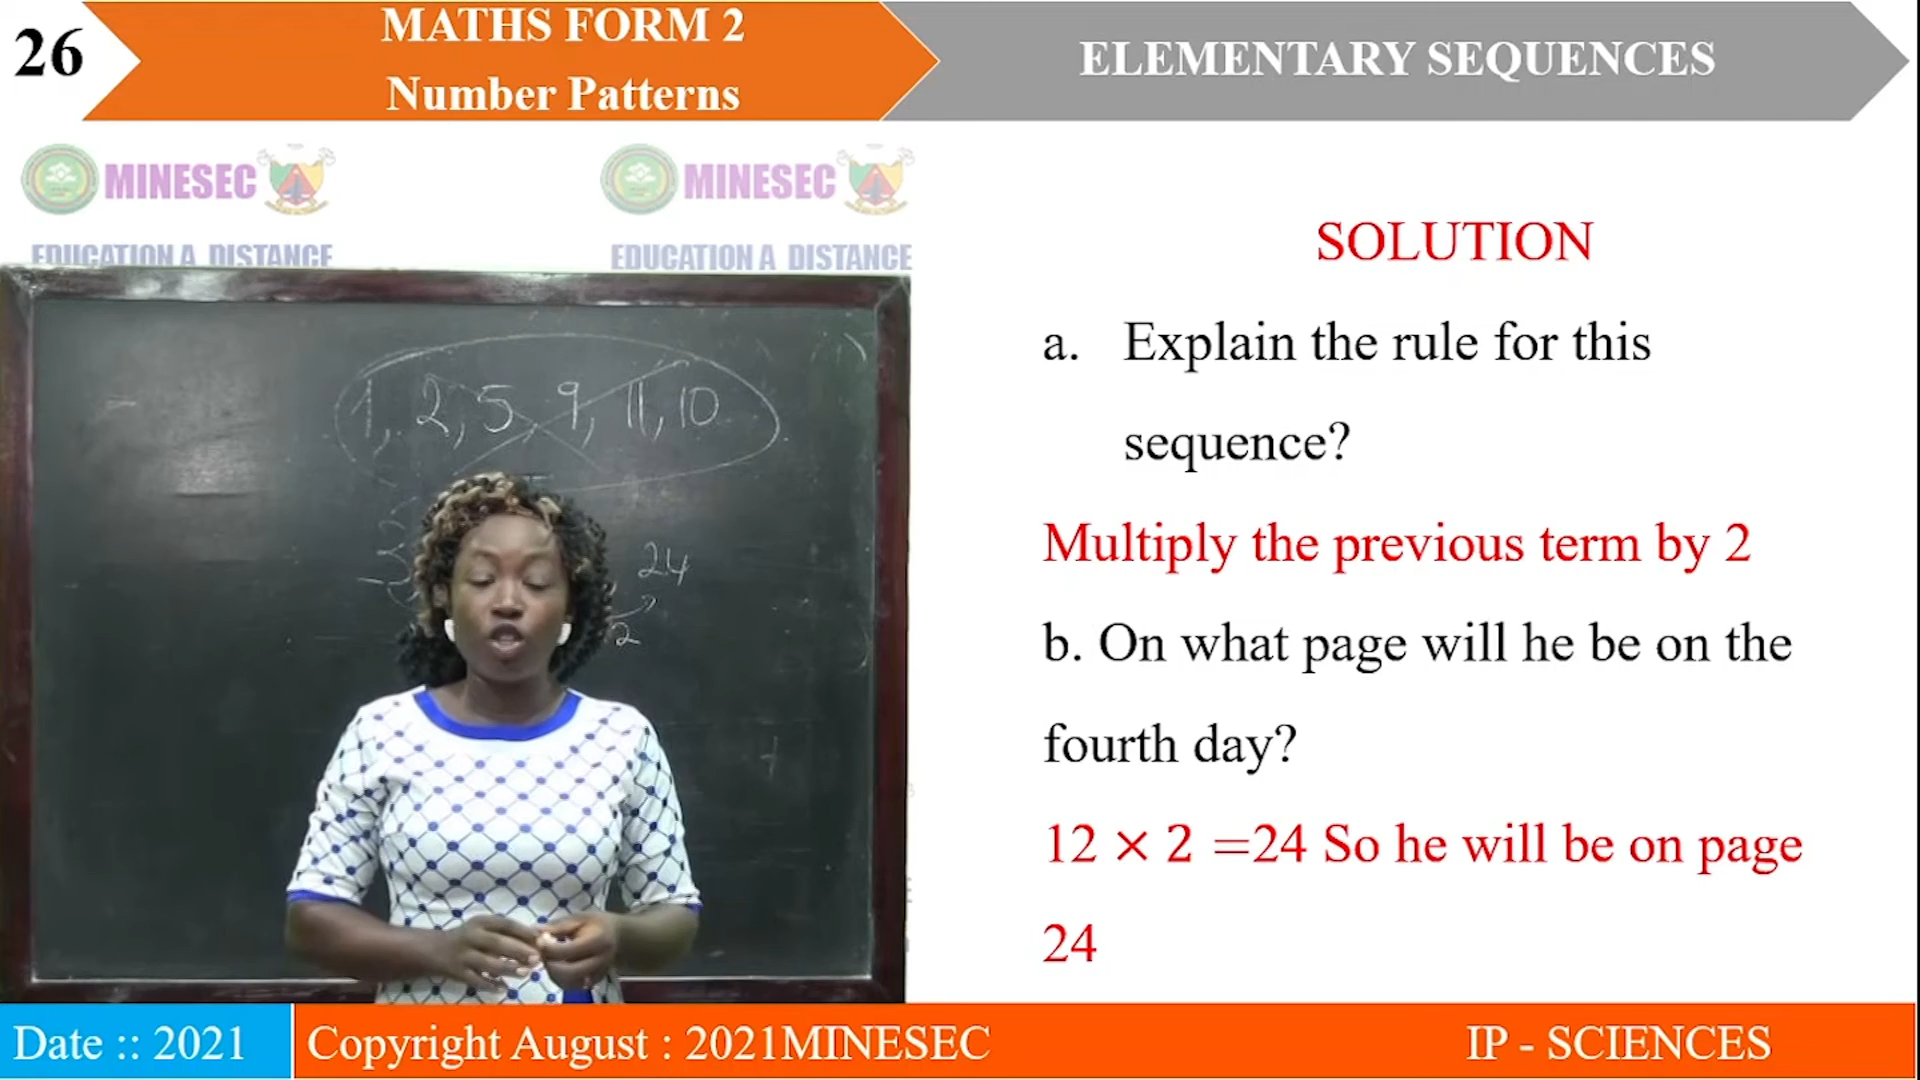 26
MATHS FORM 2
Number Patterns
ELEMENTARY SEQUENCES
MINESEC
EDUCATION A DISTANCE
MINESEC
EDUCATION A DISTANCE
1, 2, 5, 9, 11, 10
24
2
SOLUTION
a. Explain the rule for this
sequence?
Multiply the previous term by 2
b. On what page will he be on the
fourth day?
12 × 2 =24 So he will be on page
24
Date :: 2021
Copyright August : 2021MINESEC
IP - SCIENCES